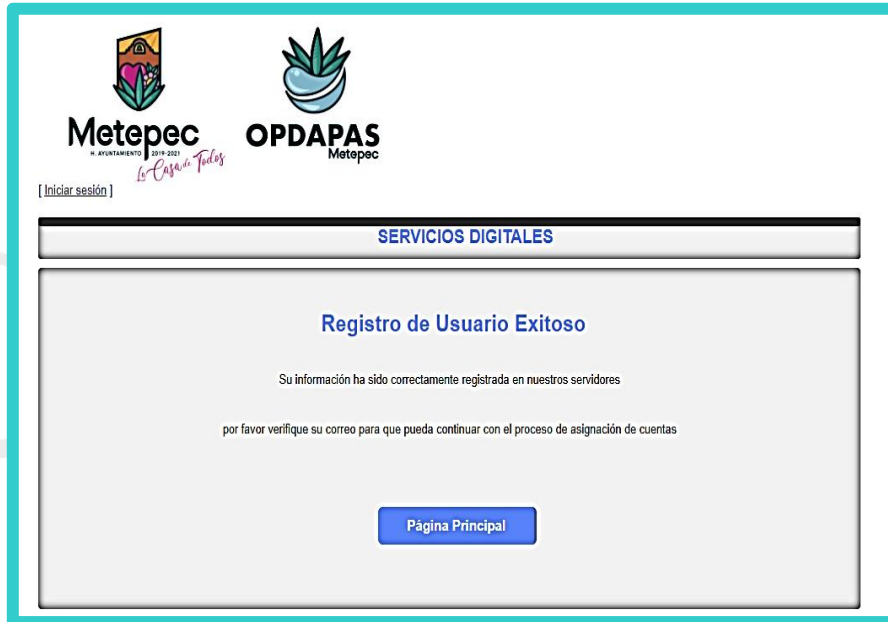 Metepec
H. AYUNTAMIENTO 2019-2021
La Casa de Todos
OPDAPAS
Metepec
[ Iniciar sesión ]
SERVICIOS DIGITALES
Registro de Usuario Exitoso
Su información ha sido correctamente registrada en nuestros servidores
por favor verifique su correo para que pueda continuar con el proceso de asignación de cuentas
Página Principal